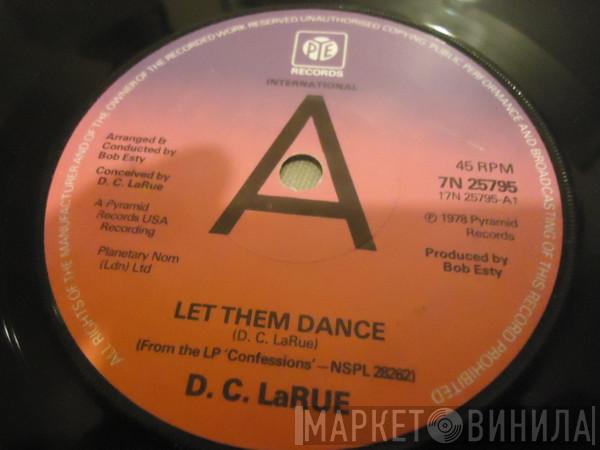 ALL RIGHTS OF THE MANUFACTURER AND OF THE OWNER OF THE RECORDED WORK RESERVED UNAUTHORISED COPYING PUBLIC PERFORMANCE AND BROADCASTING OF THIS RECORD PROHIBITED
PYE
RECORDS
INTERNATIONAL
A
Arranged &
Conducted by
Bob Esty
Conceived by
D. C. LaRue
A Pyramid
Records USA
Recording
Planetary Nom
(Ldn) Ltd
45 RPM
7N 25795
17N 25795-A1
℗ 1978 Pyramid
Records
Produced by
Bob Esty
LET THEM DANCE
(D. C. LaRue)
(From the LP 'Confessions' — NSPL 28262)
D. C. LaRUE
МАРКЕТ ВИНИЛА